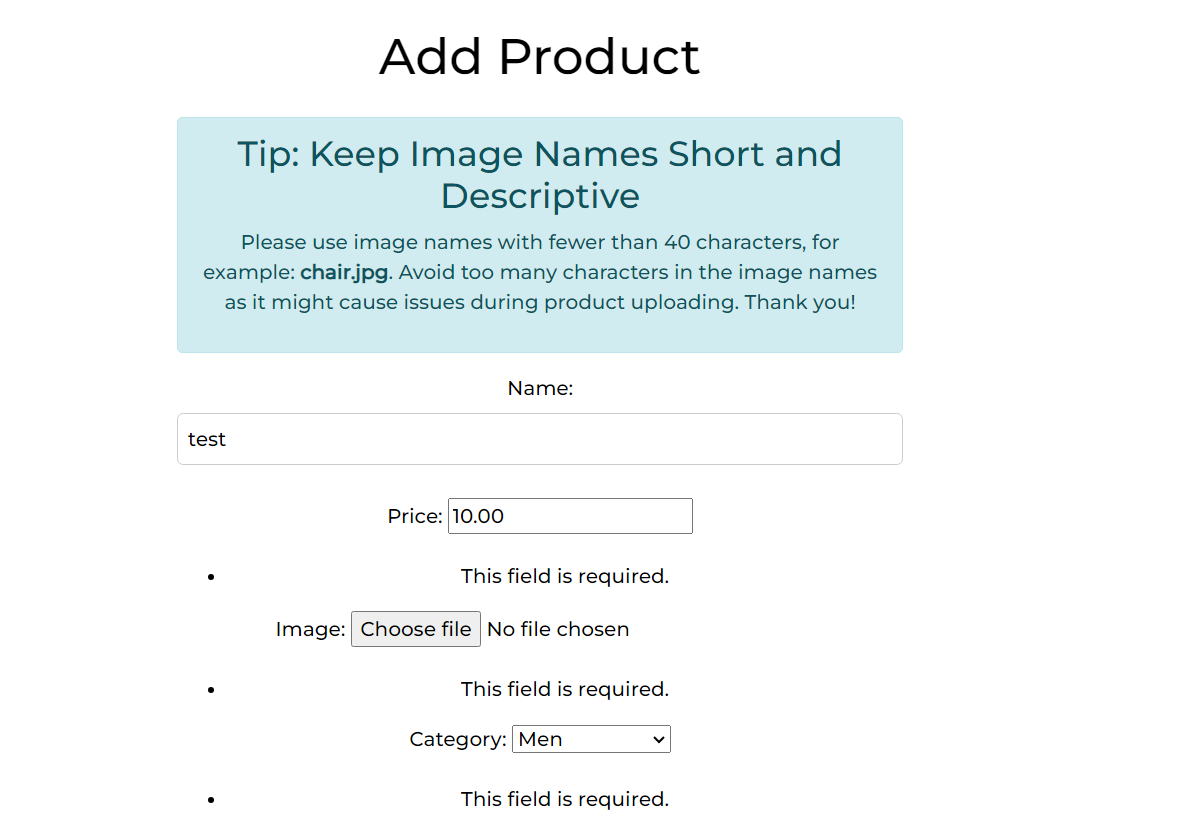 Add Product
Tip: Keep Image Names Short and
Descriptive
Please use image names with fewer than 40 characters, for
example: chair.jpg. Avoid too many characters in the image names
as it might cause issues during product uploading. Thank you!
Name:
test
Price: 10.00
• This field is required.
Image: Choose file No file chosen
• This field is required.
Category: Men
• This field is required.